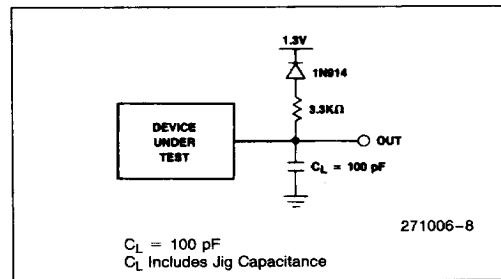 1.3V
1N914
3.3KΩ
DEVICE
UNDER
TEST
OUT
CL = 100 pF
271006-8
CL = 100 pF
CL Includes Jig Capacitance